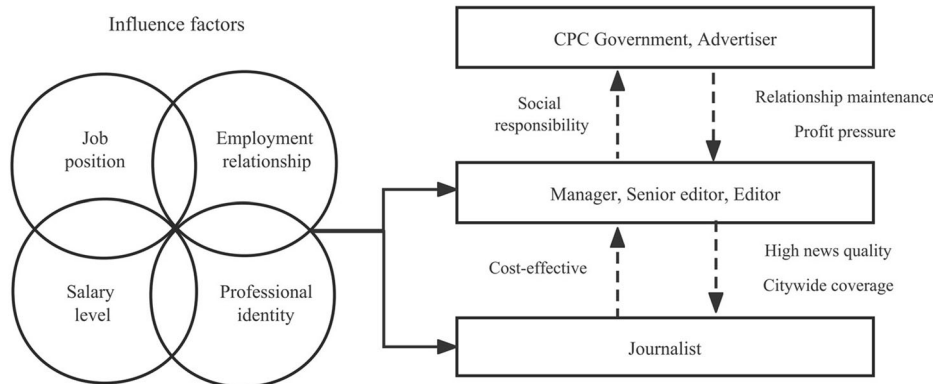 Influence factors
Job
position
Employment
relationship
Salary
level
Professional
identity
CPC Government, Advertiser
Social
responsibility
Relationship maintenance
Profit pressure
Manager, Senior editor, Editor
Cost-effective
High news quality
Citywide coverage
Journalist